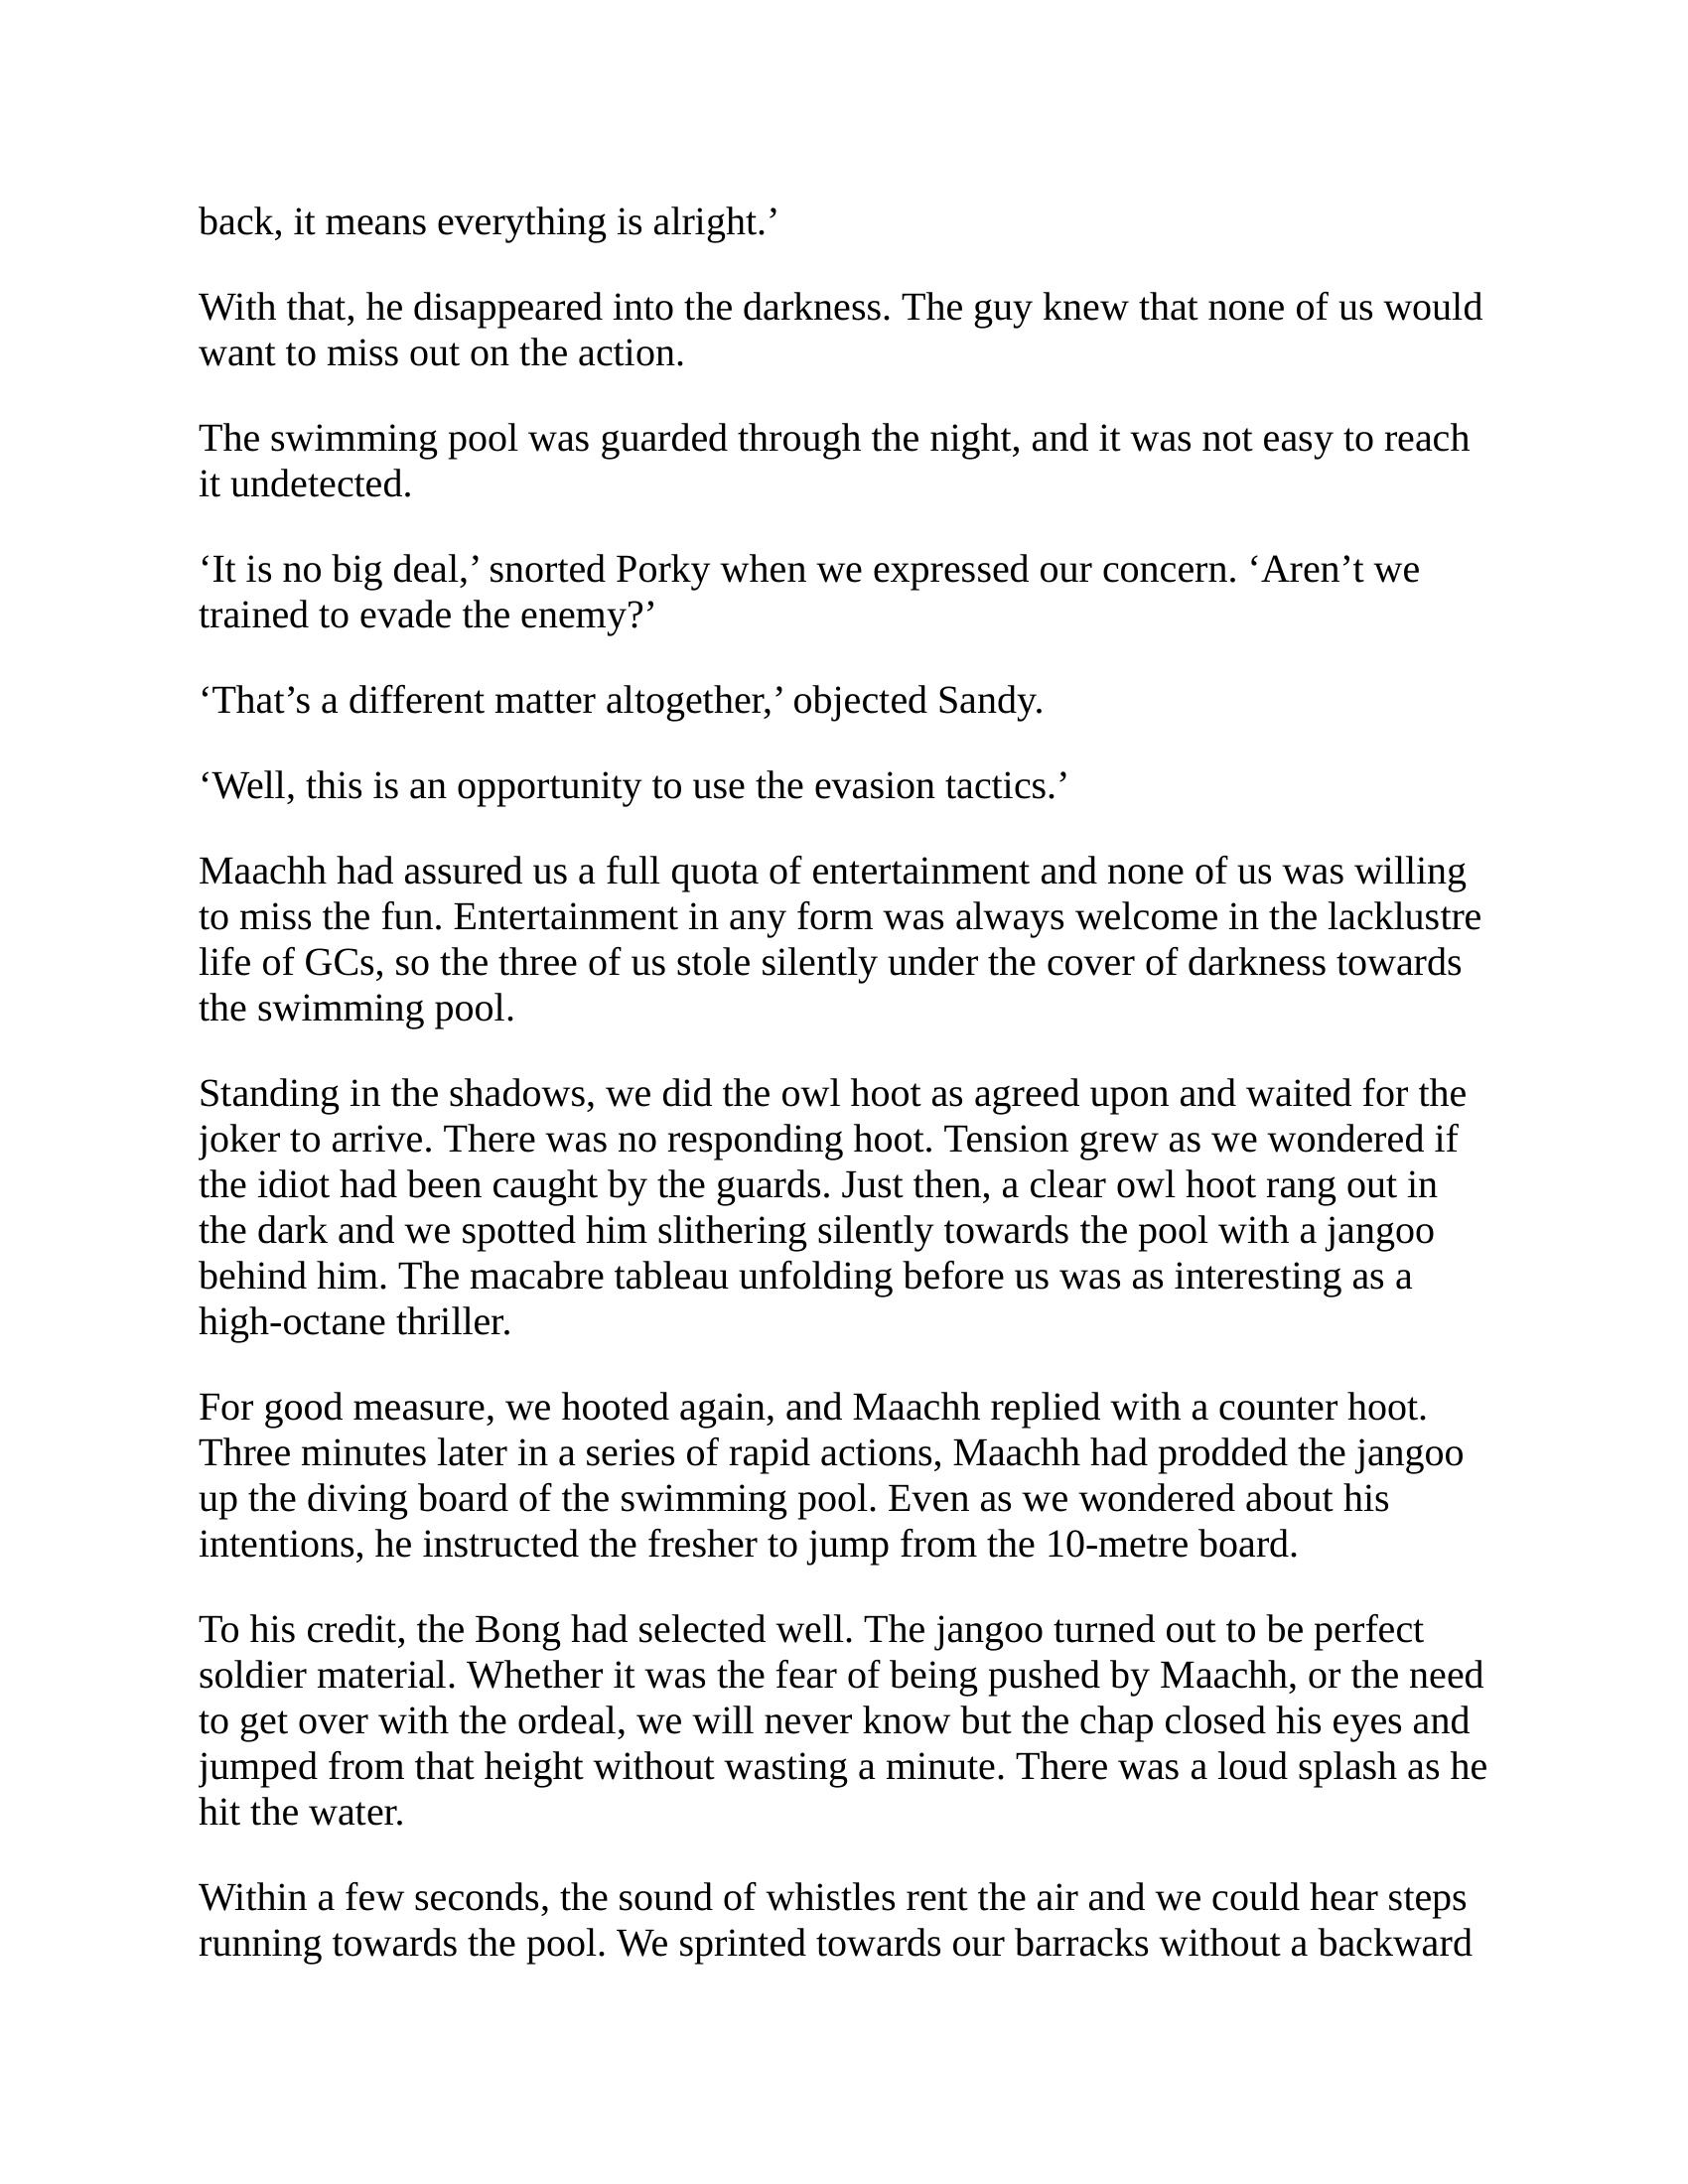 back, it means everything is alright.’
With that, he disappeared into the darkness. The guy knew that none of us would
want to miss out on the action.
The swimming pool was guarded through the night, and it was not easy to reach
it undetected.
‘It is no big deal,’ snorted Porky when we expressed our concern. ‘Aren’t we
trained to evade the enemy?’
‘That’s a different matter altogether,’ objected Sandy.
‘Well, this is an opportunity to use the evasion tactics.’
Maachh had assured us a full quota of entertainment and none of us was willing
to miss the fun. Entertainment in any form was always welcome in the lacklustre
life of GCs, so the three of us stole silently under the cover of darkness towards
the swimming pool.
Standing in the shadows, we did the owl hoot as agreed upon and waited for the
joker to arrive. There was no responding hoot. Tension grew as we wondered if
the idiot had been caught by the guards. Just then, a clear owl hoot rang out in
the dark and we spotted him slithering silently towards the pool with a jangoo
behind him. The macabre tableau unfolding before us was as interesting as a
high-octane thriller.
For good measure, we hooted again, and Maachh replied with a counter hoot.
Three minutes later in a series of rapid actions, Maachh had prodded the jangoo
up the diving board of the swimming pool. Even as we wondered about his
intentions, he instructed the fresher to jump from the 10-metre board.
To his credit, the Bong had selected well. The jangoo turned out to be perfect
soldier material. Whether it was the fear of being pushed by Maachh, or the need
to get over with the ordeal, we will never know but the chap closed his eyes and
jumped from that height without wasting a minute. There was a loud splash as he
hit the water.
Within a few seconds, the sound of whistles rent the air and we could hear steps
running towards the pool. We sprinted towards our barracks without a backward